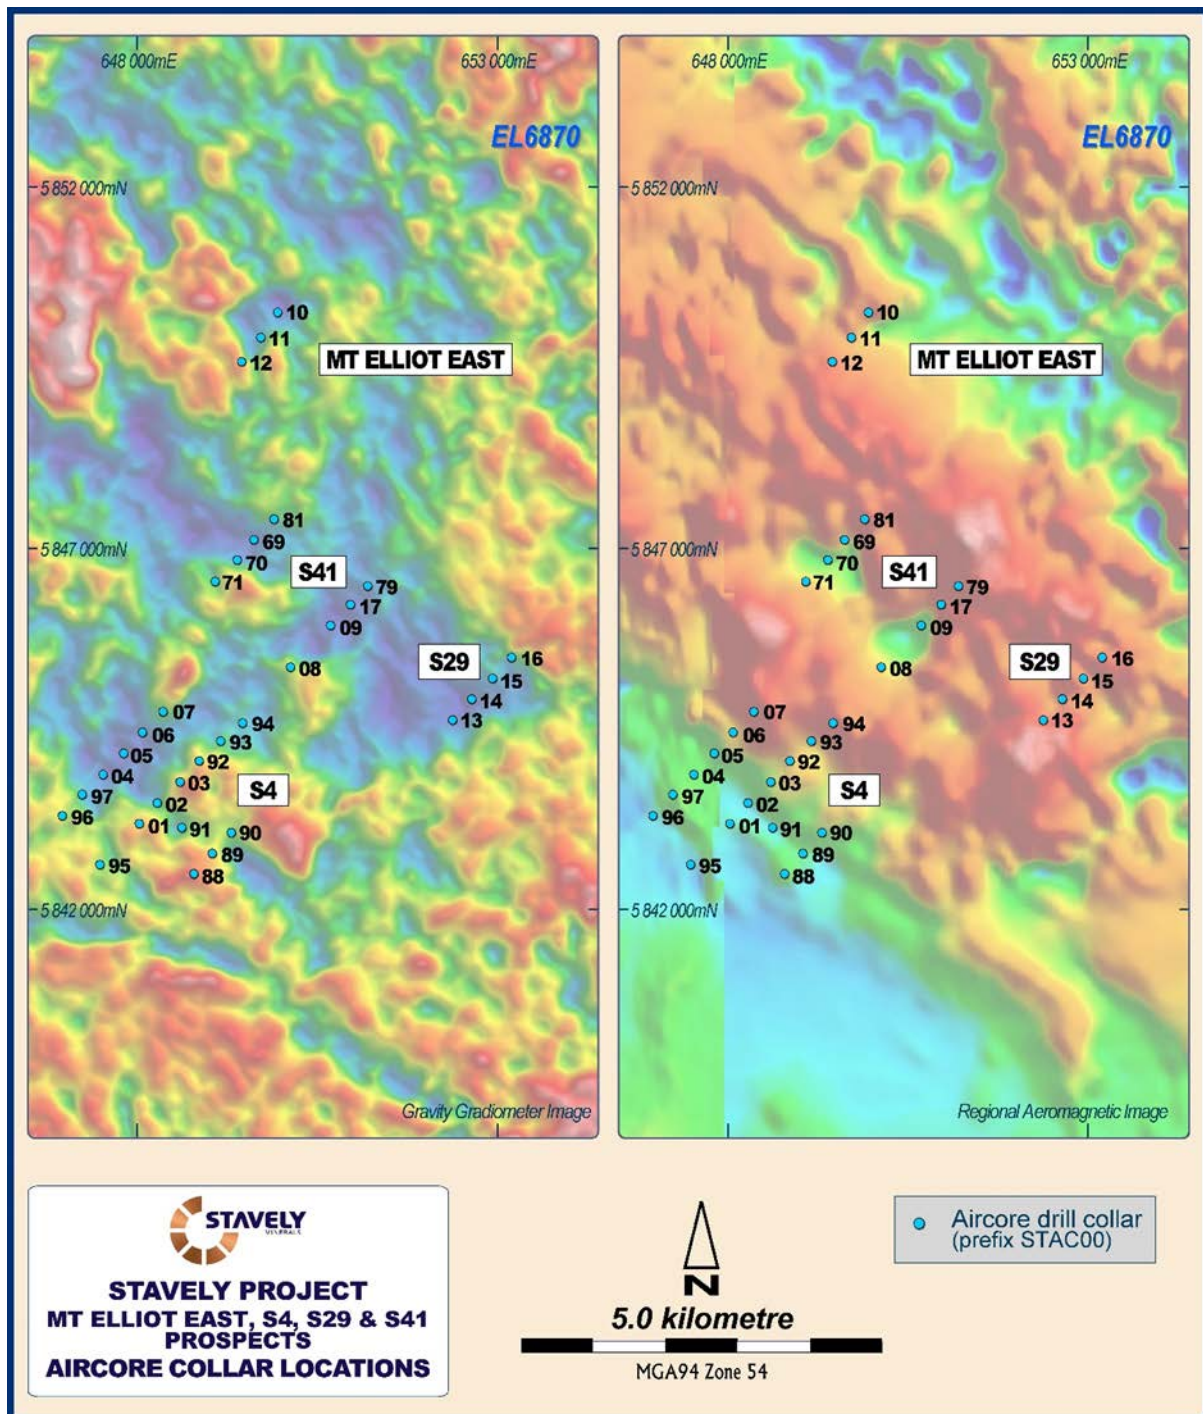 648 000mE
653 000mE
EL6870
5 852 000mN
10
11
12
MT ELLIOT EAST
81
69
5 847 000mN
70
S41
71
79
17
09
S29
16
08
15
14
07
13
94
06
93
05
92
04
03
S4
97
02
96
01
91
90
89
95
88
5 842 000mN
Gravity Gradiometer Image
648 000mE
653 000mE
EL6870
5 852 000mN
10
11
12
MT ELLIOT EAST
81
69
5 847 000mN
70
S41
71
79
17
09
S29
16
08
15
14
07
13
94
06
93
05
92
04
03
S4
97
02
96
01
91
90
89
95
88
5 842 000mN
Regional Aeromagnetic Image
STAVELY
MINERALS
STAVELY PROJECT
MT ELLIOT EAST, S4, S29 & S41
PROSPECTS
AIRCORE COLLAR LOCATIONS
N
5.0 kilometre
MGA94 Zone 54
Aircore drill collar
(prefix STAC00)